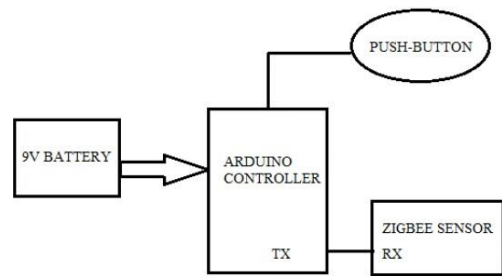 PUSH-BUTTON
9V BATTERY
ARDUINO
CONTROLLER
TX
ZIGBEE SENSOR
RX